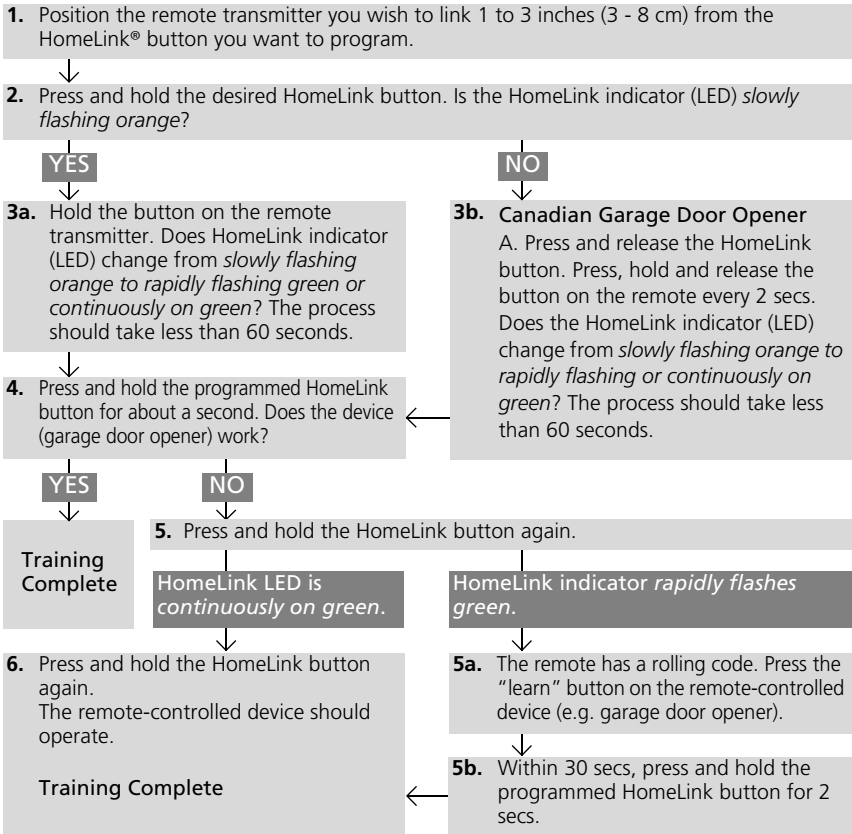 1. Position the remote transmitter you wish to link 1 to 3 inches (3 - 8 cm) from the
HomeLink® button you want to program.
2. Press and hold the desired HomeLink button. Is the HomeLink indicator (LED) slowly
flashing orange?
YES
NO
3a. Hold the button on the remote
transmitter. Does HomeLink indicator
(LED) change from slowly flashing
orange to rapidly flashing green or
continuously on green? The process
should take less than 60 seconds.
3b. Canadian Garage Door Opener
A. Press and release the HomeLink
button. Press, hold and release the
button on the remote every 2 secs.
Does the HomeLink indicator (LED)
change from slowly flashing orange to
rapidly flashing or continuously on
green? The process should take less
than 60 seconds.
4. Press and hold the programmed HomeLink
button for about a second. Does the device
(garage door opener) work?
YES
NO
Training
Complete
5. Press and hold the HomeLink button again.
HomeLink LED is
continuously on green.
HomeLink indicator rapidly flashes
green.
6. Press and hold the HomeLink button
again.
The remote-controlled device should
operate.
Training Complete
5a. The remote has a rolling code. Press the
“learn” button on the remote-controlled
device (e.g. garage door opener).
5b. Within 30 secs, press and hold the
programmed HomeLink button for 2
secs.